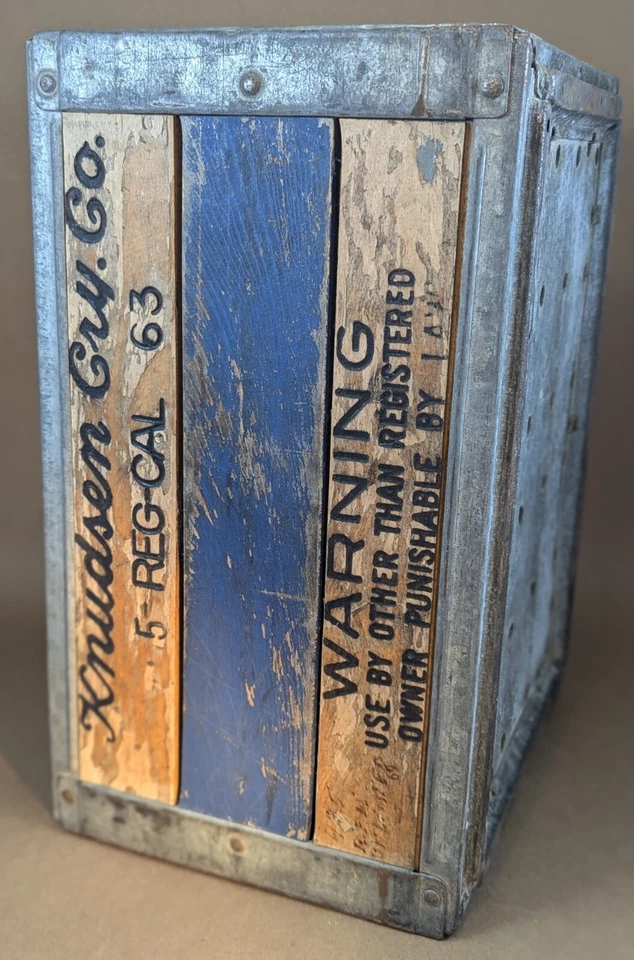 Knudsen Cry. Co.
5-REG-CAL 63
WARNING
USE BY OTHER THAN REGISTERED
OWNER PUNISHABLE BY LAW